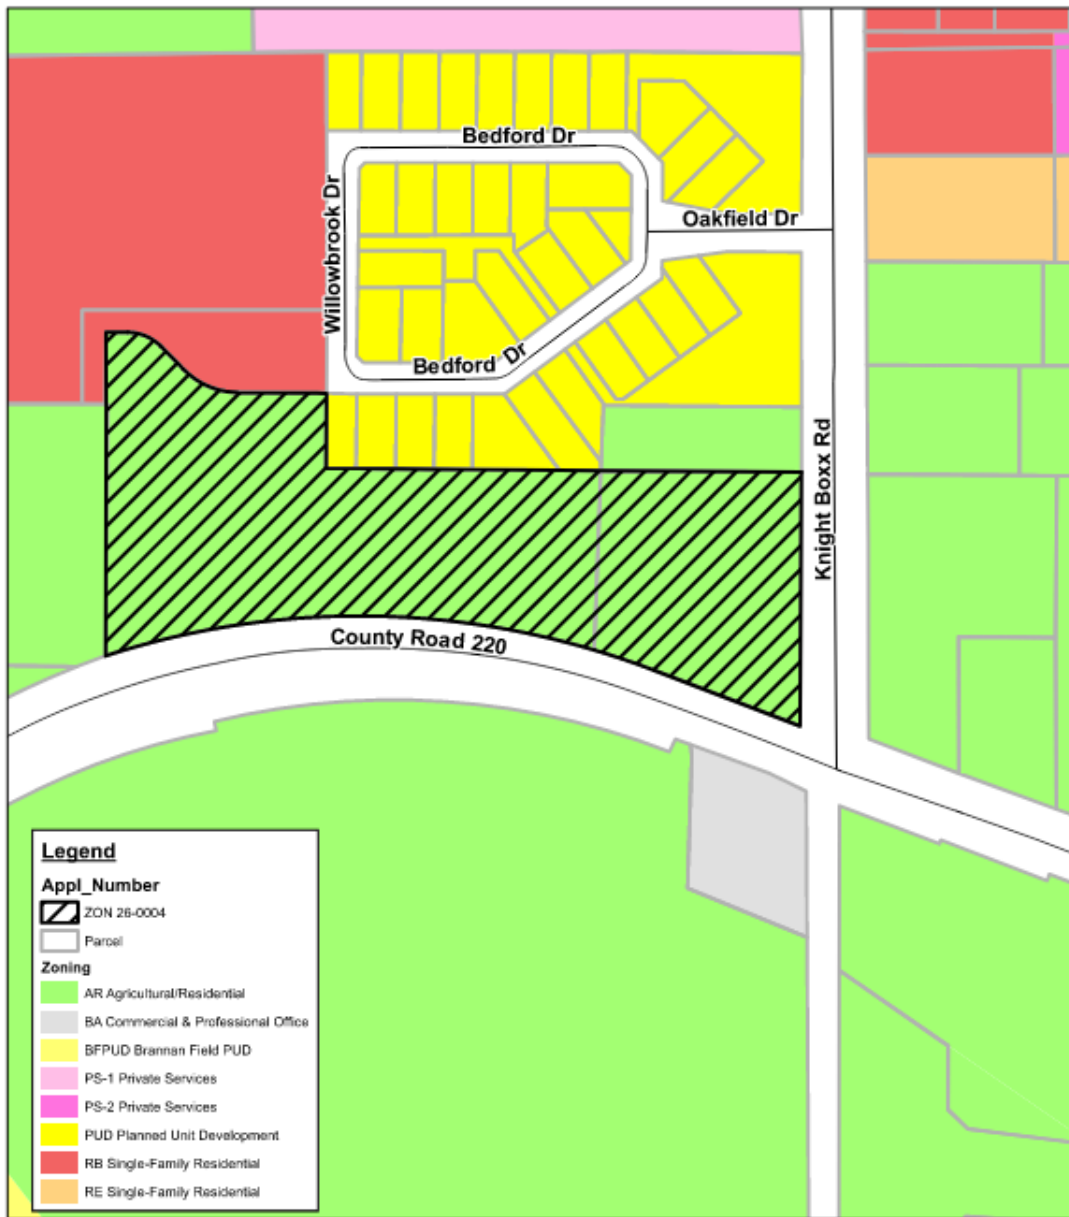 Bedford Dr
Willowbrook Dr
Oakfield Dr
Bedford Dr
Knight Boxx Rd
County Road 220
Legend
Appl_Number
ZON 26-0004
Parcel
Zoning
AR Agricultural/Residential
BA Commercial & Professional Office
BFPUD Brannan Field PUD
PS-1 Private Services
PS-2 Private Services
PUD Planned Unit Development
RB Single-Family Residential
RE Single-Family Residential